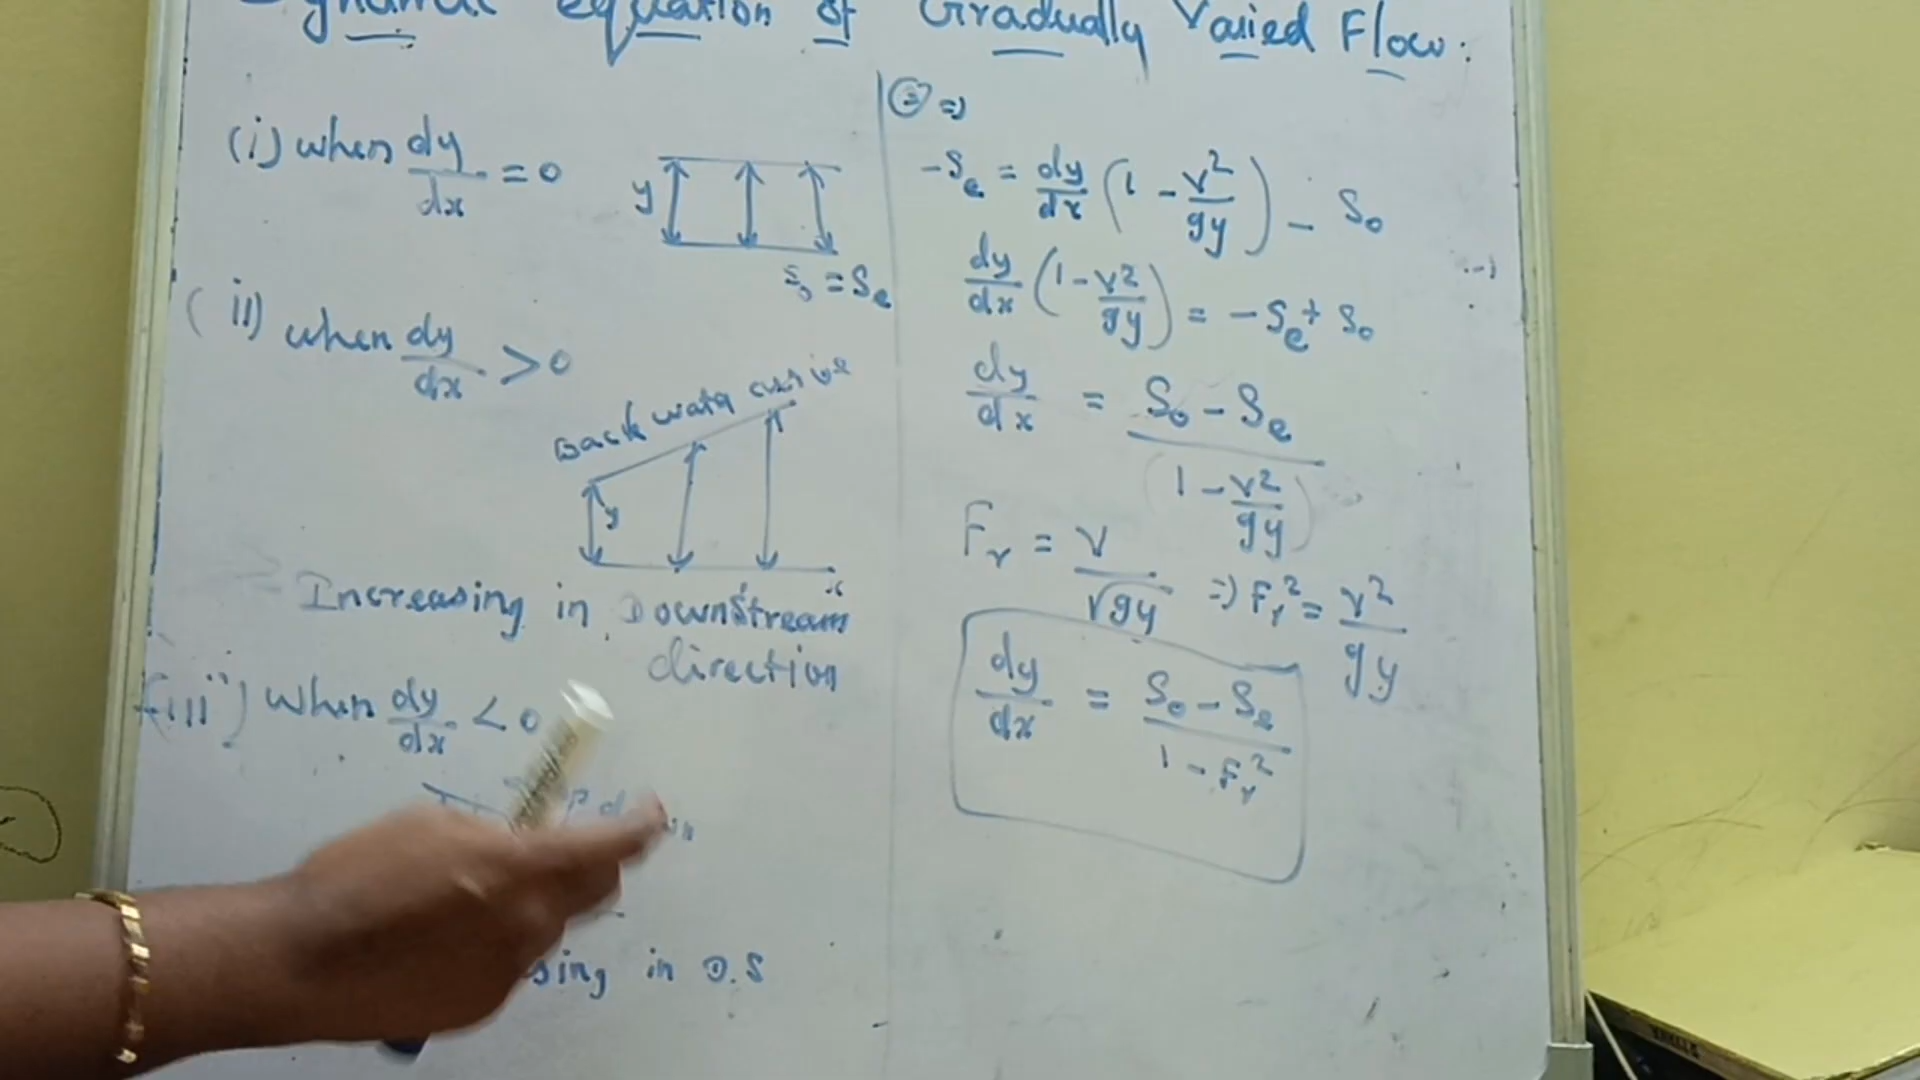 Dynamic equation of Gradually Varied Flow.
(i) when dy/dx = 0
y
S₀ = Se
(ii) when dy/dx > 0
Back water curve
y
Increasing in Downstream
direction
(iii) when dy/dx < 0
sing in D.S
② =>
-Se = dy/dx (1 - v²/gy) - S₀
dy/dx (1 - v²/gy) = -Se + S₀
dy/dx = S₀ - Se / 1 - v²/gy
Fr = v/√gy => Fr² = v²/gy
dy/dx = S₀ - Se / 1 - Fr²